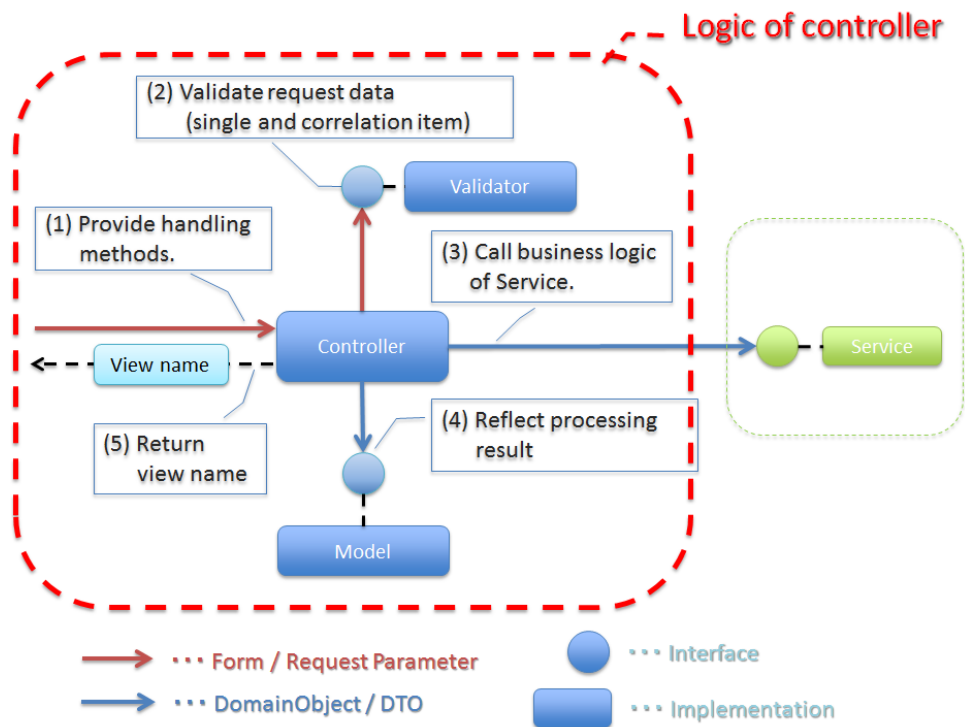 Logic of controller
(2) Validate request data
(single and correlation item)
Validator
(1) Provide handling
methods.
(3) Call business logic
of Service.
Controller
Service
View name
(4) Reflect processing
result
(5) Return
view name
Model
··· Form / Request Parameter
··· Interface
··· DomainObject / DTO
··· Implementation